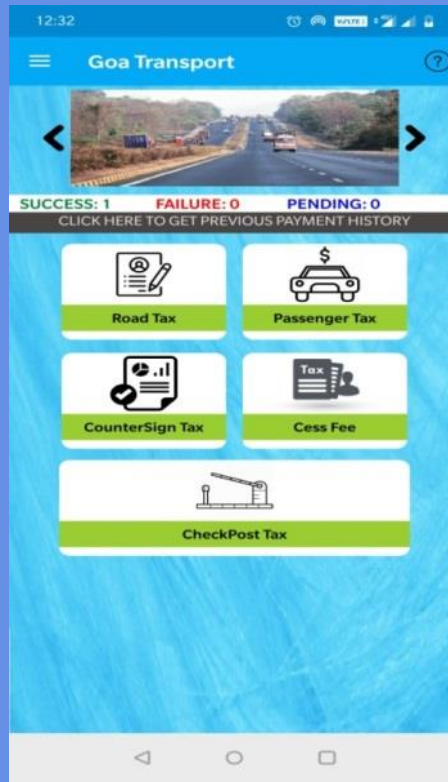 12:32
VoLTE
Goa Transport
?
SUCCESS: 1 FAILURE: 0 PENDING: 0
CLICK HERE TO GET PREVIOUS PAYMENT HISTORY
$
Road Tax Passenger Tax
Tax
CounterSign Tax Cess Fee
CheckPost Tax